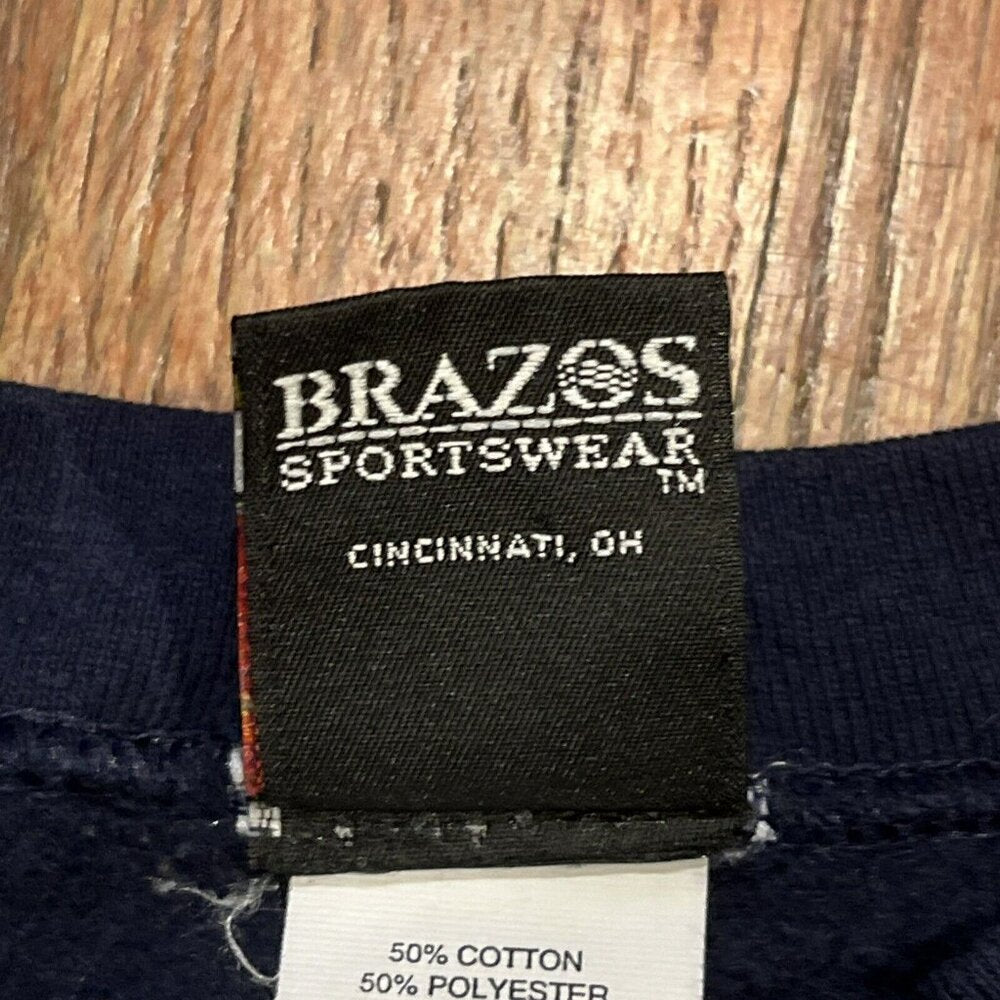 BRAZOS
SPORTSWEAR
TM
CINCINNATI, OH
50% COTTON
50% POLYESTER